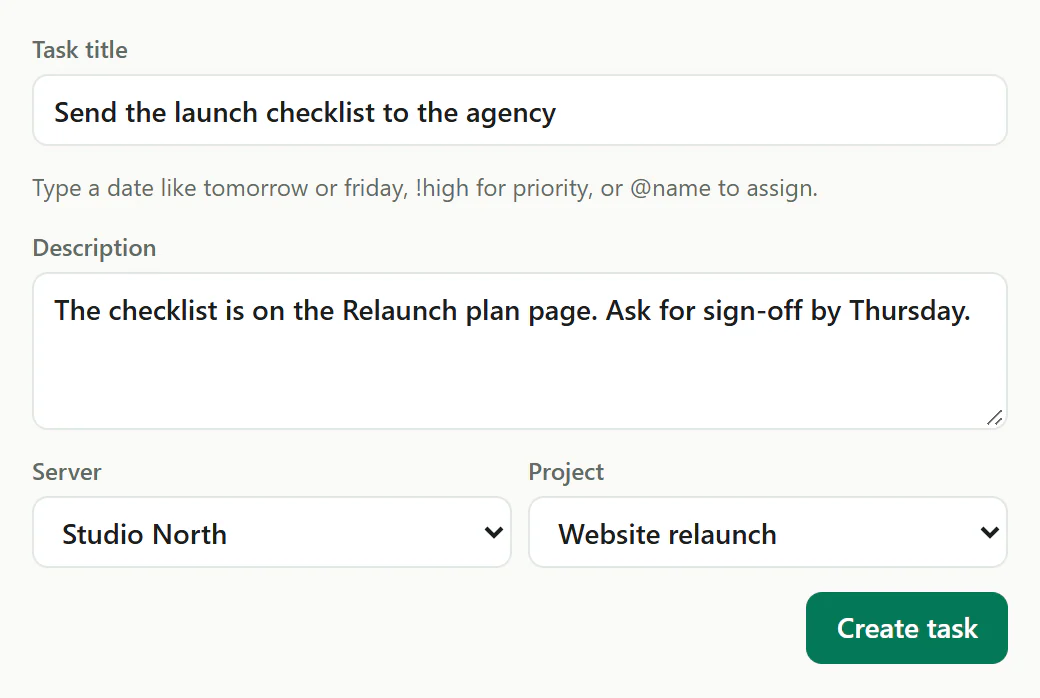 Task title
Send the launch checklist to the agency
Type a date like tomorrow or friday, !high for priority, or @name to assign.
Description
The checklist is on the Relaunch plan page. Ask for sign-off by Thursday.
Server
Project
Studio North
Website relaunch
Create task